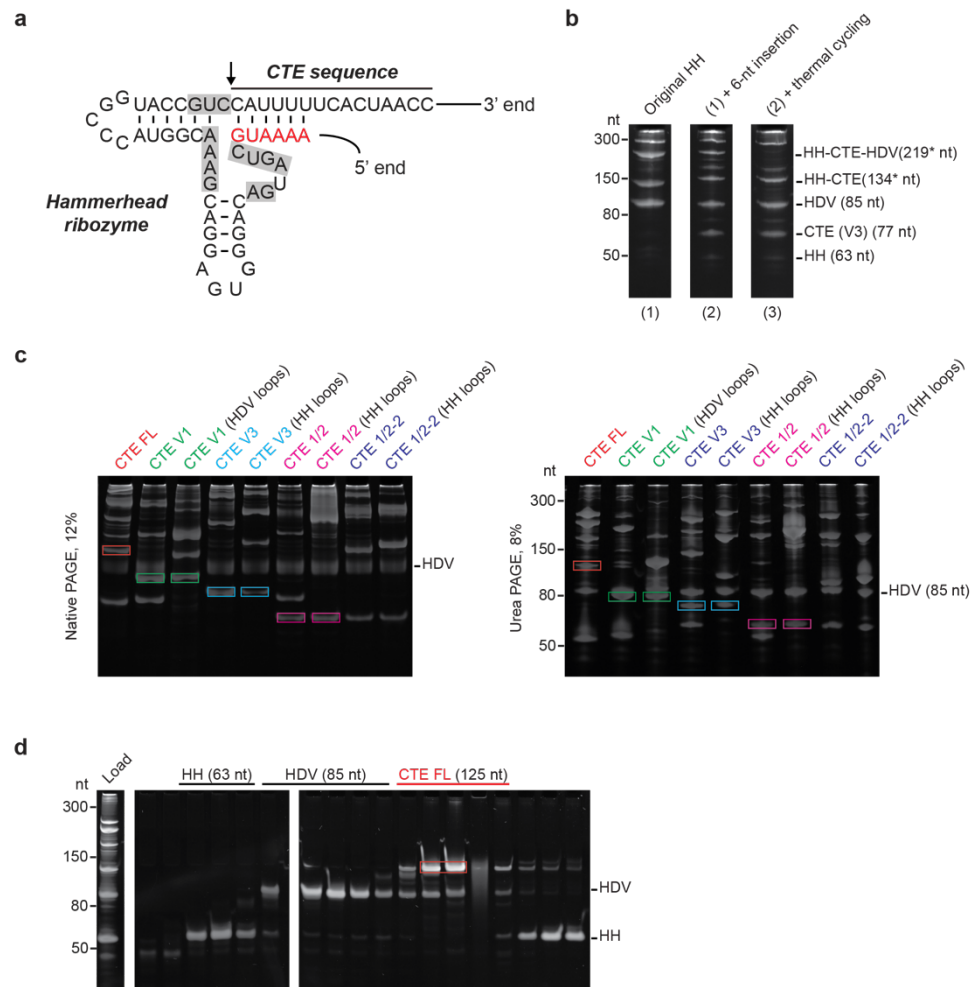 a
CTE sequence
G G U A C C G U C C A U U U U U C A C U A A C C
3' end
C C C A U G G C A
G U A A A A
5' end
C U G A
U
A G
A A A G C A G G A G
C A G G G U
Hammerhead
ribozyme
b
Original HH
(1) + 6-nt insertion
(2) + thermal cycling
nt
300
150
80
50
HH-CTE-HDV(219* nt)
HH-CTE(134* nt)
HDV (85 nt)
CTE (V3) (77 nt)
HH (63 nt)
(1) (2) (3)
c
CTE FL
CTE V1
CTE V1 (HDV loops)
CTE V3
CTE V3 (HH loops)
CTE 1/2
CTE 1/2 (HH loops)
CTE 1/2-2
CTE 1/2-2 (HH loops)
Native PAGE, 12%
HDV
CTE FL
CTE V1
CTE V1 (HDV loops)
CTE V3
CTE V3 (HH loops)
CTE 1/2
CTE 1/2 (HH loops)
CTE 1/2-2
CTE 1/2-2 (HH loops)
nt
300
150
80
50
Urea PAGE, 8%
HDV (85 nt)
d
Load
HH (63 nt)
HDV (85 nt)
CTE FL (125 nt)
nt
300
150
80
50
HDV
HH